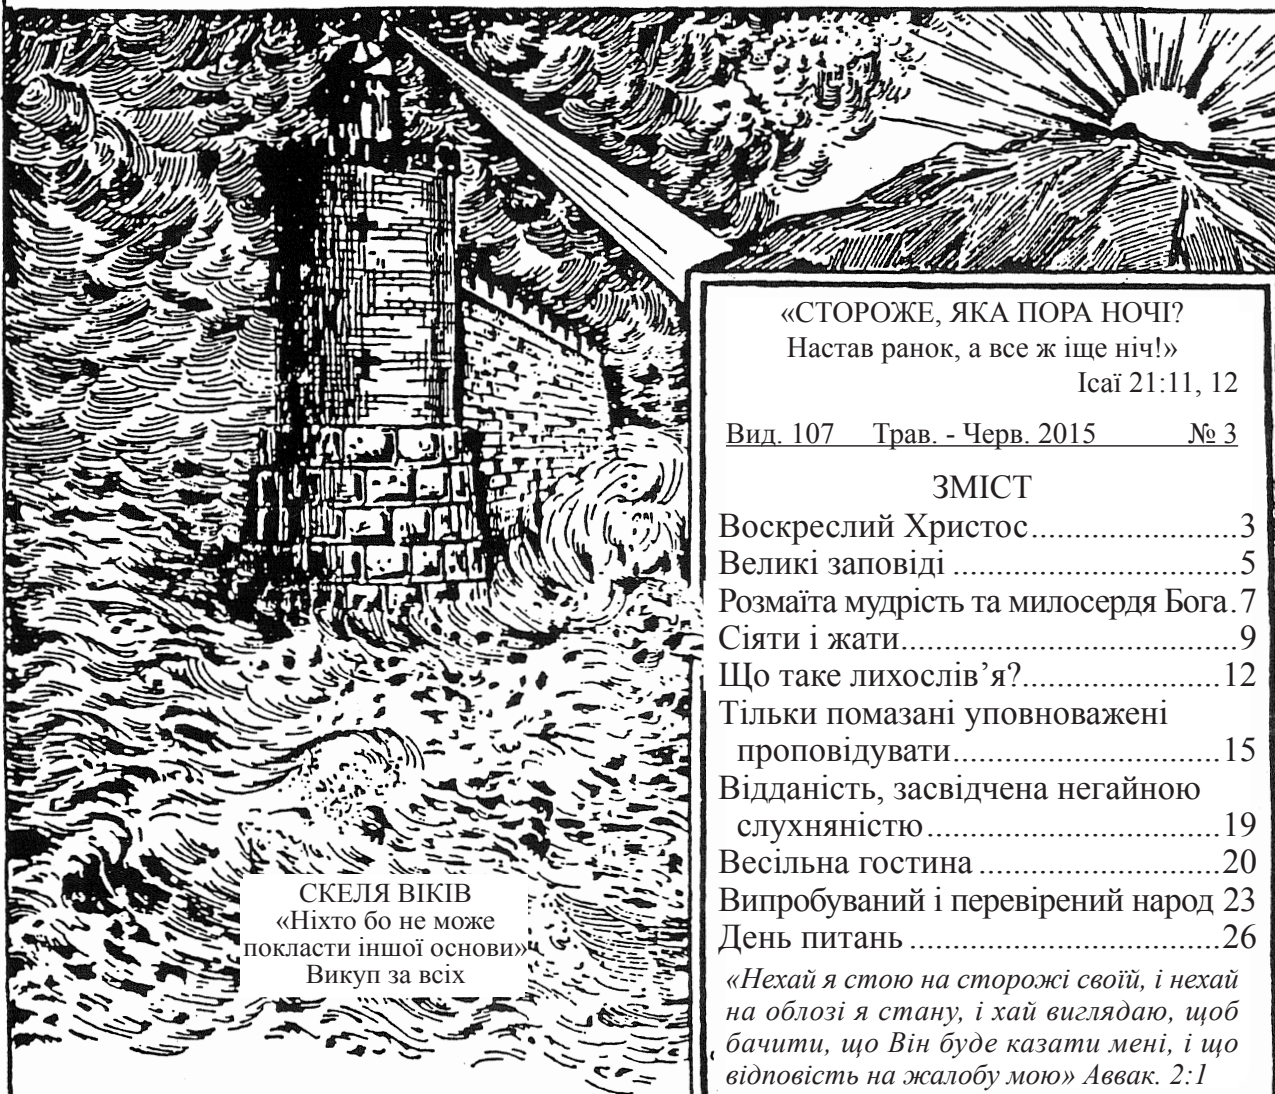 «СТОРОЖЕ, ЯКА ПОРА НОЧІ?
Настав ранок, а все ж іще ніч!»
Ісаї 21:11, 12
Вид. 107 Трав. - Черв. 2015 № 3
ЗМІСТ
Воскреслий Христос.......................3
Великі заповіді ...............................5
Розмаїта мудрість та милосердя Бога.7
Сіяти і жати....................................9
Що таке лихослів’я?......................12
Тільки помазані уповноважені
проповідувати..............................15
Відданість, засвідчена негайною
слухняністю.................................19
Весільна гостина ...........................20
Випробуваний і перевірений народ 23
День питань ..................................26
«Нехай я стою на сторожі своїй, і нехай
на облозі я стану, і хай виглядаю, щоб
бачити, що Він буде казати мені, і що
відповість на жалобу мою» Аввак. 2:1
СКЕЛЯ ВІКІВ
«Ніхто бо не може
покласти іншої основи»
Викуп за всіх